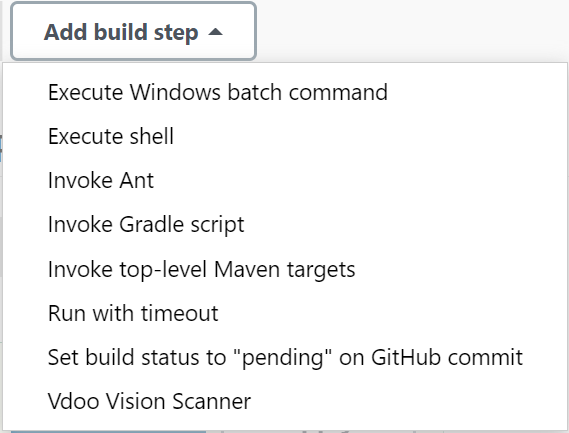 Add build step
Execute Windows batch command
Execute shell
Invoke Ant
Invoke Gradle script
Invoke top-level Maven targets
Run with timeout
Set build status to "pending" on GitHub commit
Vdoo Vision Scanner